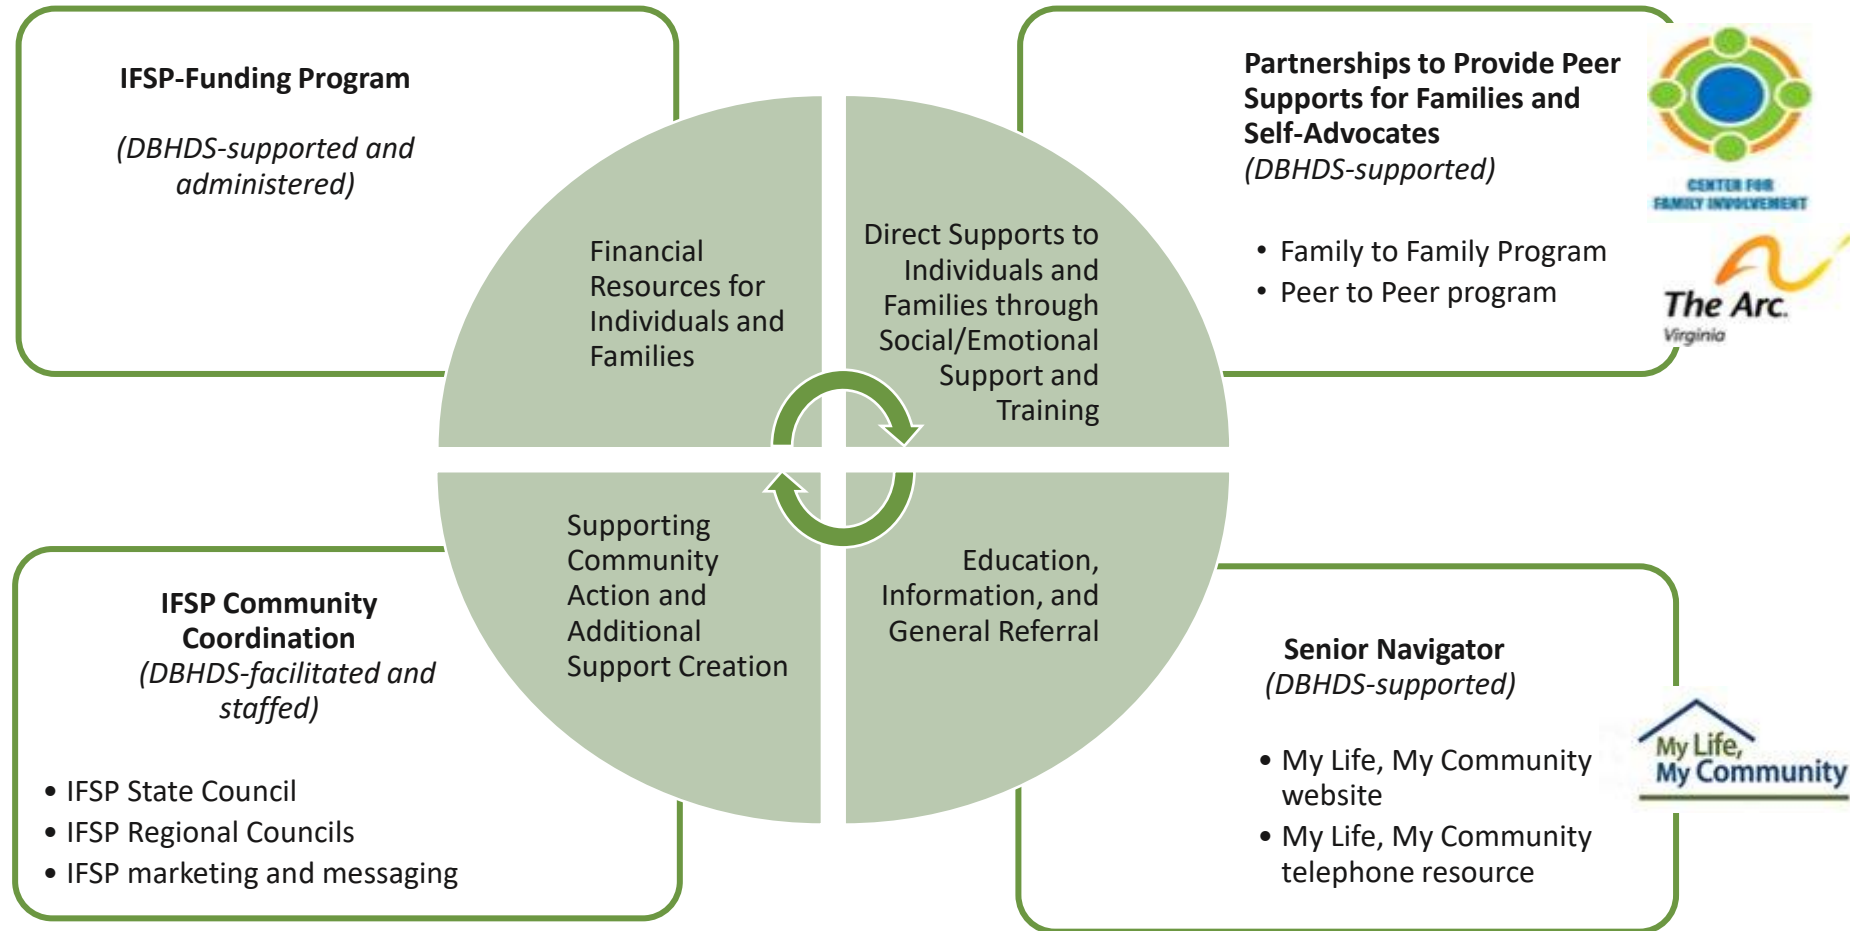 IFSP-Funding Program
(DBHDS-supported and
administered)
Partnerships to Provide Peer
Supports for Families and
Self-Advocates
(DBHDS-supported)
• Family to Family Program
• Peer to Peer program
CENTER FOR
FAMILY INVOLVEMENT
The Arc.
Virginia
Financial
Resources for
Individuals and
Families
Direct Supports to
Individuals and
Families through
Social/Emotional
Support and
Training
Supporting
Community
Action and
Additional
Support Creation
Education,
Information, and
General Referral
IFSP Community
Coordination
(DBHDS-facilitated and
staffed)
• IFSP State Council
• IFSP Regional Councils
• IFSP marketing and messaging
Senior Navigator
(DBHDS-supported)
• My Life, My Community
website
• My Life, My Community
telephone resource
My Life,
My Community